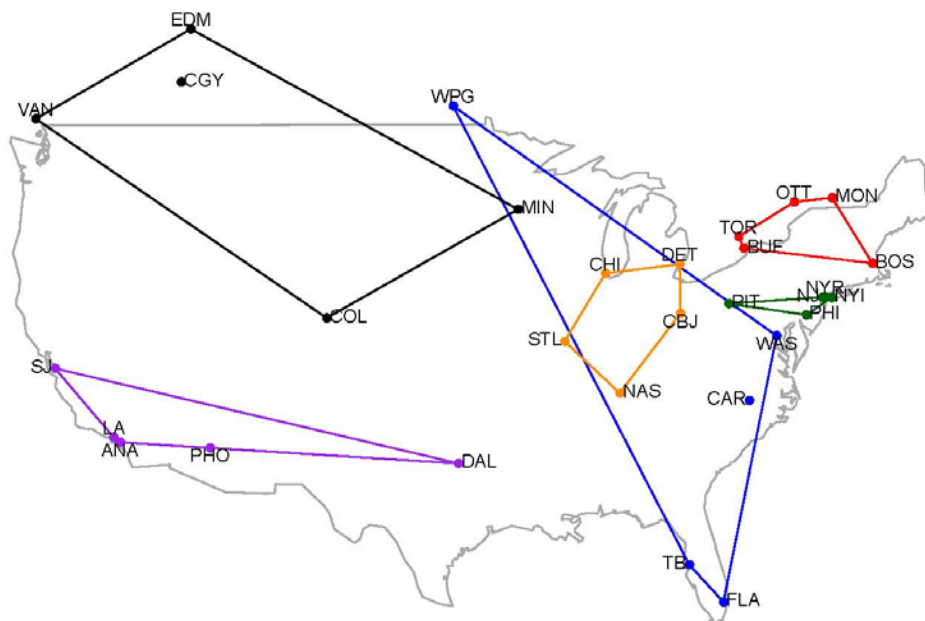 EDM
CGY
VAN
WPG
MIN
COL
OTT
MON
TOR
BUF
BOS
DET
CHI
NYR
NJ
NYI
PIT
PHI
CBJ
STL
WAS
NAS
CAR
SJ
LA
ANA
PHO
DAL
TB
FLA